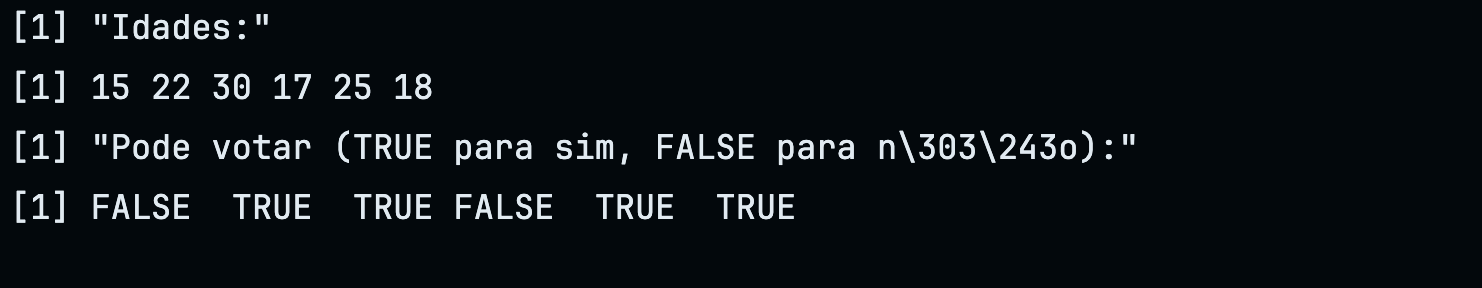 [1] "Idades:"
[1] 15 22 30 17 25 18
[1] "Pode votar (TRUE para sim, FALSE para n\303\243o):"
[1] FALSE  TRUE  TRUE FALSE  TRUE  TRUE